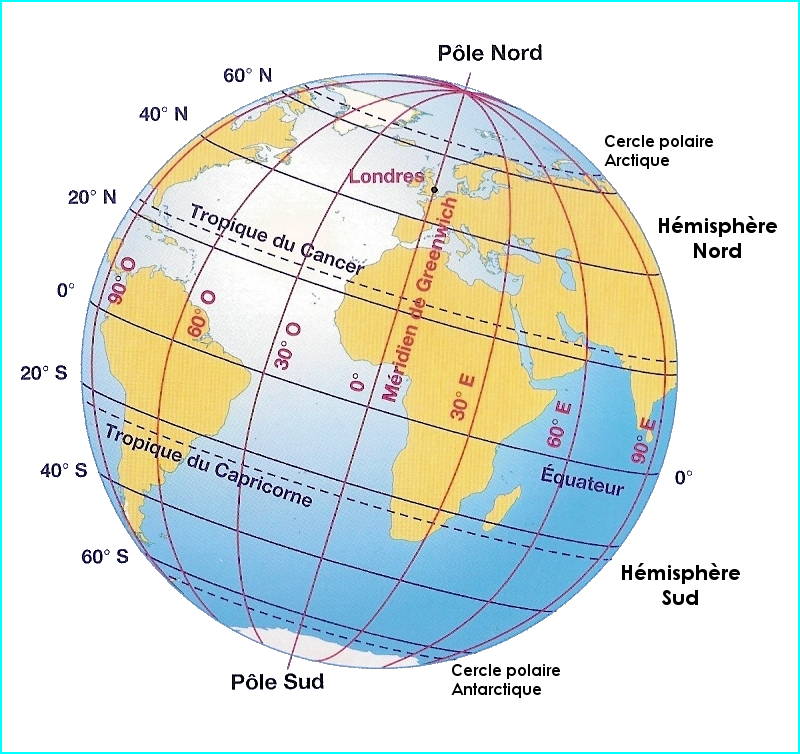 Pôle Nord
60° N
40° N
Cercle polaire
Arctique
Londres
20° N
Hémisphère
Nord
Tropique du Cancer
Méridien de Greenwich
0°
90° O
60° O
30° O
0°
30° E
60° E
90° E
20° S
Tropique du Capricorne
Équateur
0°
40° S
60° S
Hémisphère
Sud
Pôle Sud
Cercle polaire
Antarctique